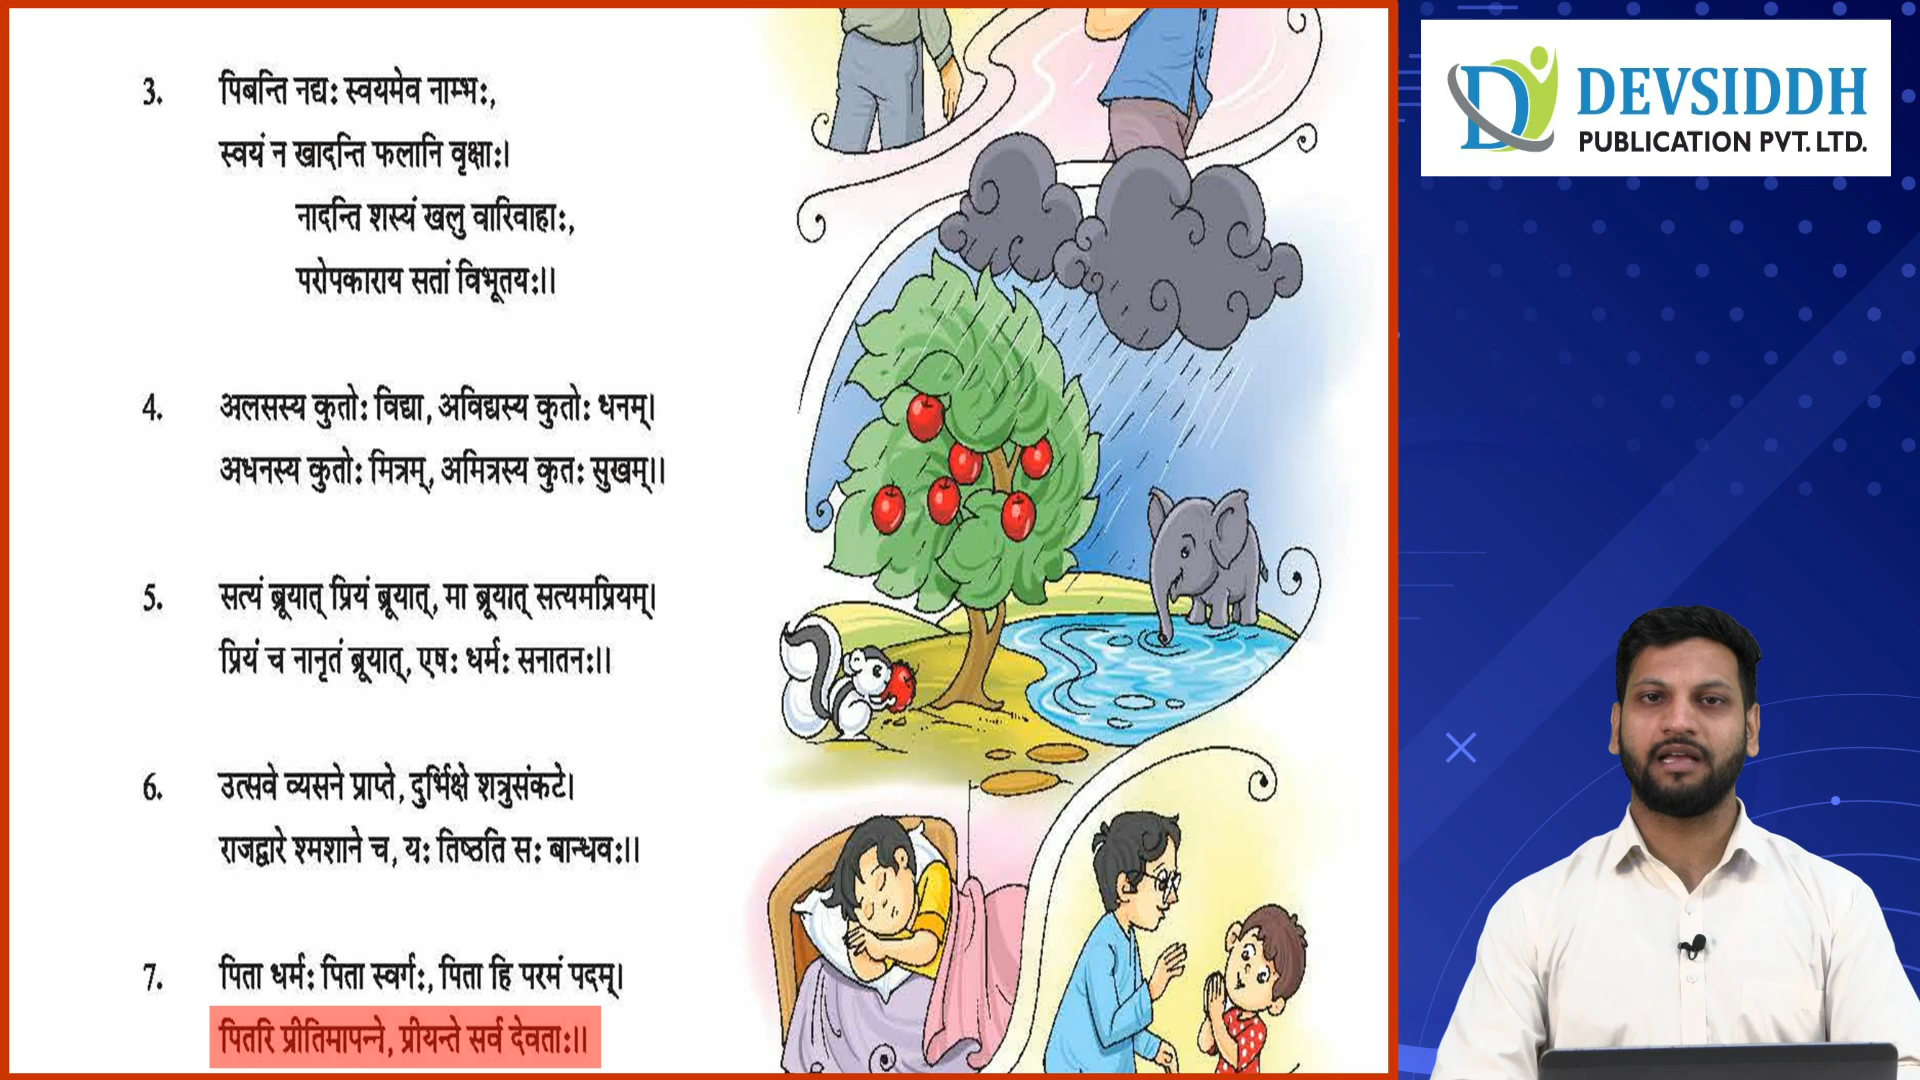 3. पिबन्ति नद्यः स्वयमेव नाम्भः,
स्वयं न खादन्ति फलानि वृक्षाः।
नादन्ति शस्यं खलु वारिवाहाः,
परोपकाराय सतां विभूतयः।।
4. अलसस्य कुतोः विद्या, अविद्यस्य कुतोः धनम्।
अधनस्य कुतोः मित्रम्, अमित्रस्य कुतः सुखम्।।
5. सत्यं ब्रूयात् प्रियं ब्रूयात्, मा ब्रूयात् सत्यमप्रियम्।
प्रियं च नानृतं ब्रूयात्, एषः धर्मः सनातनः।।
6. उत्सवे व्यसने प्राप्ते, दुर्भिक्षे शत्रुसंकटे।
राजद्वारे श्मशाने च, यः तिष्ठति सः बान्धवः।।
7. पिता धर्मः पिता स्वर्गः, पिता हि परमं पदम्।
पितरि प्रीतिमापन्ने, प्रीयन्ते सर्व देवताः।।
DEVSIDDH
PUBLICATION PVT. LTD.